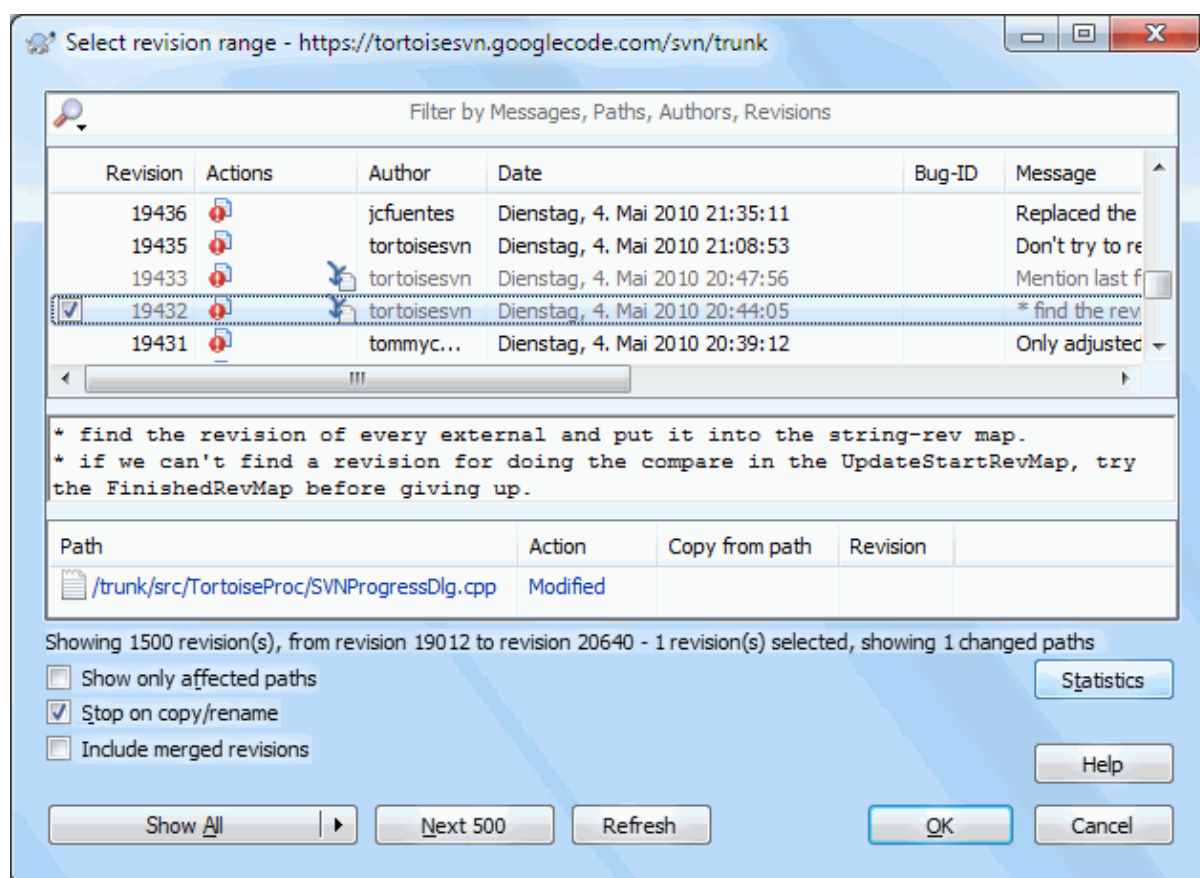 Select revision range - https://tortoisesvn.googlecode.com/svn/trunk
Filter by Messages, Paths, Authors, Revisions
Revision Actions Author Date Bug-ID Message
19436 jcfuentes Dienstag, 4. Mai 2010 21:35:11 Replaced the
19435 tortoisesvn Dienstag, 4. Mai 2010 21:08:53 Don't try to re
19433 tortoisesvn Dienstag, 4. Mai 2010 20:47:56 Mention last f
19432 tortoisesvn Dienstag, 4. Mai 2010 20:44:05 * find the rev
19431 tommyc... Dienstag, 4. Mai 2010 20:39:12 Only adjusted
* find the revision of every external and put it into the string-rev map.
* if we can't find a revision for doing the compare in the UpdateStartRevMap, try
the FinishedRevMap before giving up.
Path Action Copy from path Revision
/trunk/src/TortoiseProc/SVNProgressDlg.cpp Modified
Showing 1500 revision(s), from revision 19012 to revision 20640 - 1 revision(s) selected, showing 1 changed paths
Show only affected paths
Statistics
Stop on copy/rename
Include merged revisions
Help
Show All Next 500 Refresh OK Cancel